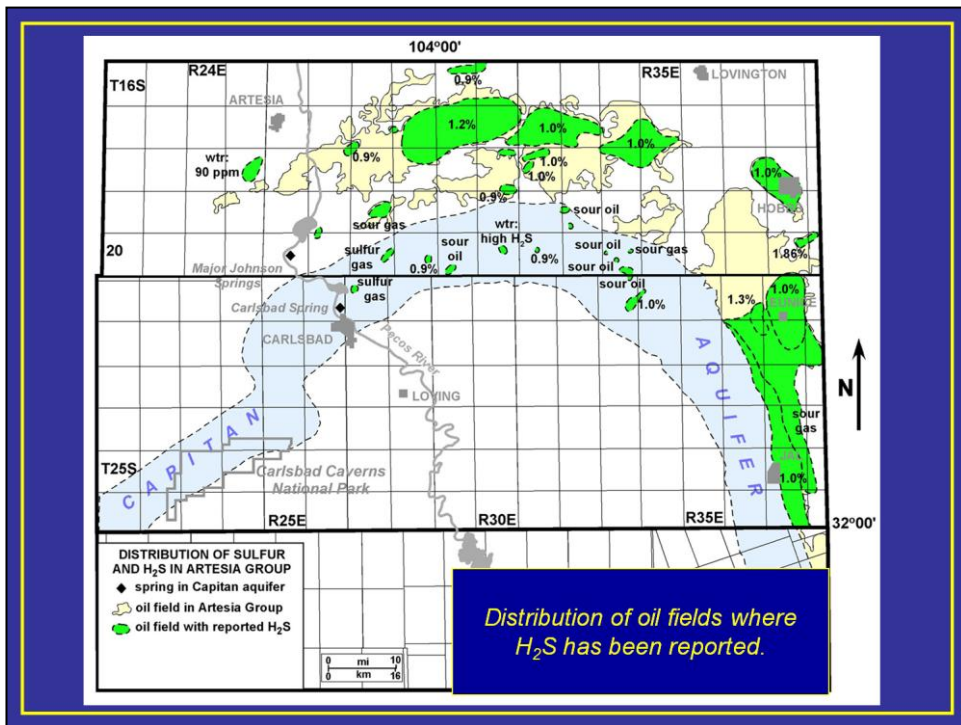 104°00'
R24E
R35E
LOVINGTON
T16S
0.9%
ARTESIA
1.2%
1.0%
1.0%
wtr:
90 ppm
0.9%
1.0%
1.0%
1.0%
0.9%
HOBBS
sour gas
sour oil
wtr:
high H₂S
20
sulfur
gas
sour
oil
0.9%
0.9%
sour oil
sour gas
sour oil
1.86%
Major Johnson
Springs
sulfur
gas
sour oil
1.0%
1.0%
1.3%
EUNICE
Carlsbad Spring
CARLSBAD
Pecos River
LOVING
N
CAPITAN
AQUIFER
sour
gas
JAL
1.0%
T25S
Carlsbad Caverns
National Park
R25E
R30E
R35E
32°00'
DISTRIBUTION OF SULFUR
AND H₂S IN ARTESIA GROUP
spring in Capitan aquifer
oil field in Artesia Group
oil field with reported H₂S
0 mi 10
0 km 16
Distribution of oil fields where
H₂S has been reported.